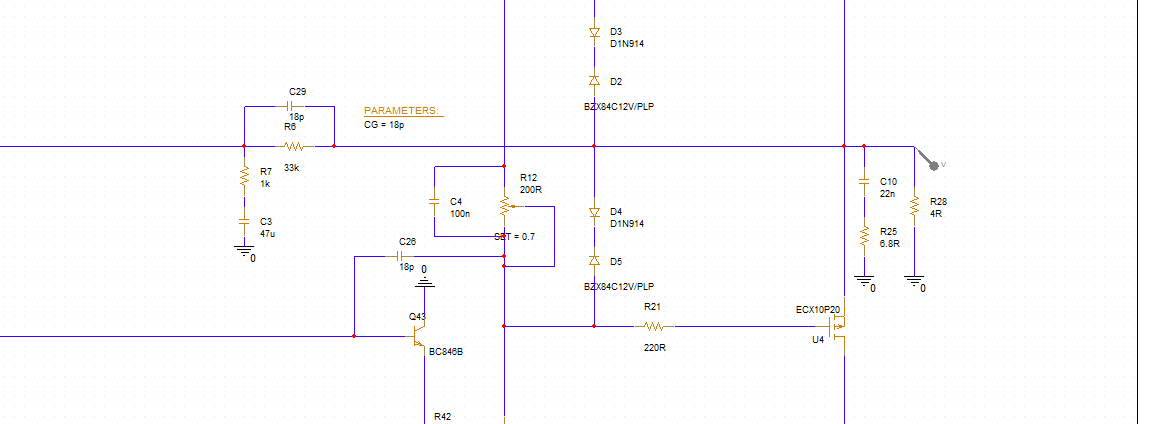 D3
D1N914
D2
BZX84C12V/PLP
C29
18p
R6
33k
PARAMETERS:
CG = 18p
R7
1k
C3
47u
0
C4
100n
R12
200R
SET = 0.7
D4
D1N914
D5
BZX84C12V/PLP
C10
22n
R25
6.8R
0
R28
4R
0
V
C26
18p
0
Q43
BC846B
R42
R21
220R
ECX10P20
U4